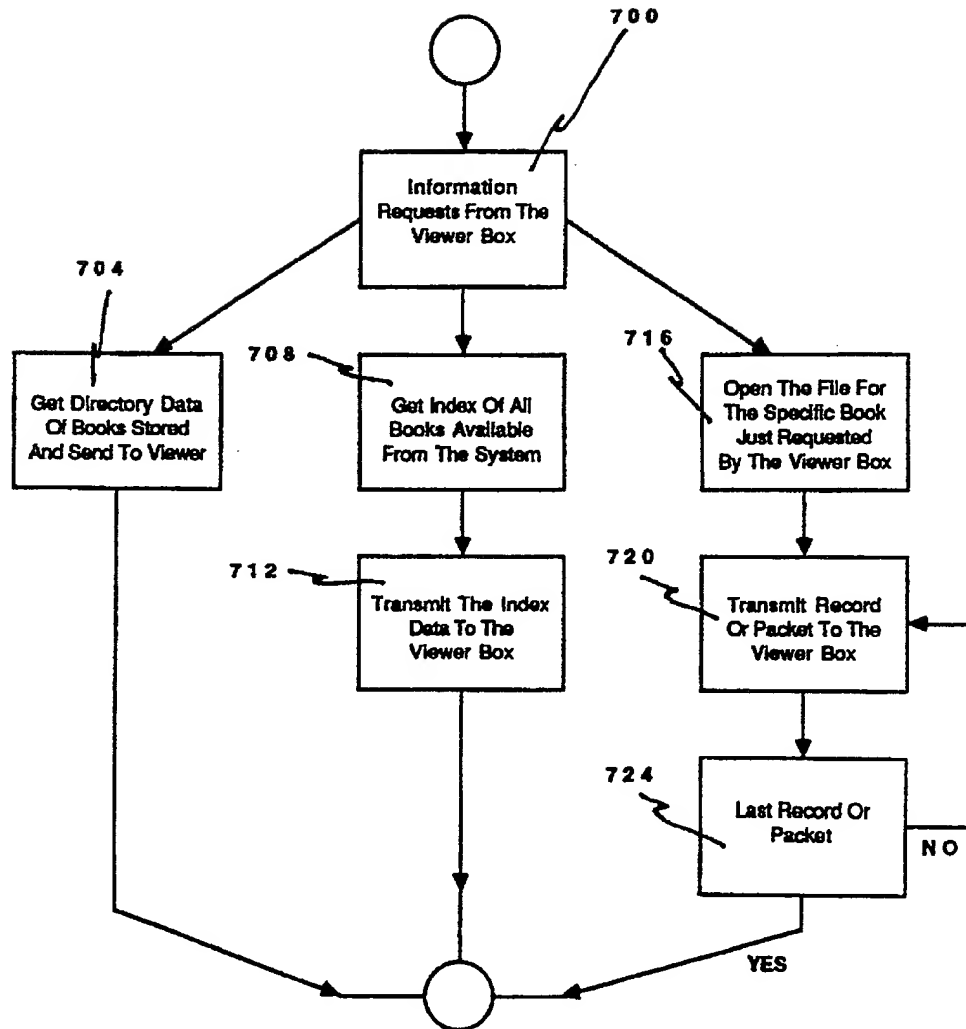 700
Information
Requests From The
Viewer Box
704
Get Directory Data
Of Books Stored
And Send To Viewer
708
Get Index Of All
Books Available
From The System
716
Open The File For
The Specific Book
Just Requested
By The Viewer Box
712
Transmit The Index
Data To The
Viewer Box
720
Transmit Record
Or Packet To The
Viewer Box
724
Last Record Or
Packet
NO
YES